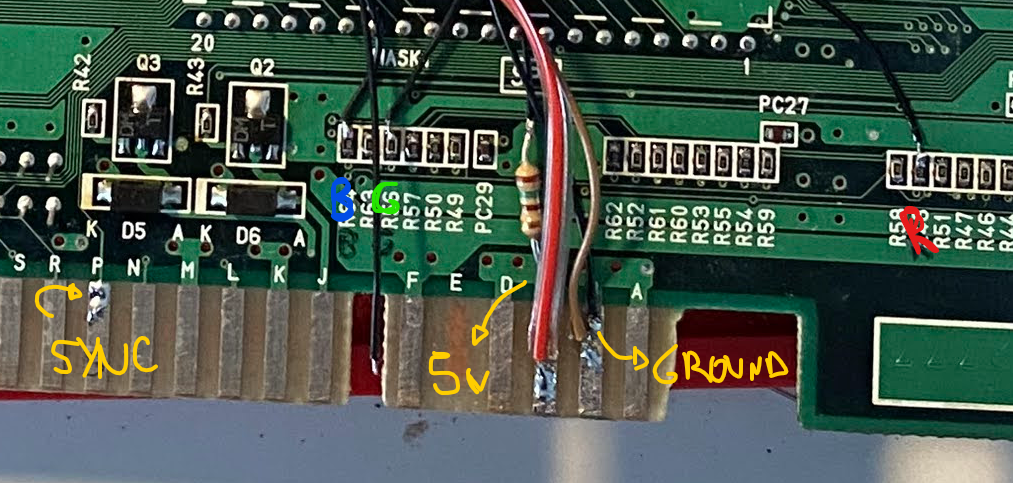 R42
Q3
20
R43
Q2
MASK
1
PC27
B
G
R
R57
R50
R49
PC29
R62
R52
R61
R60
R53
R55
R54
R59
R51
R47
R46
K D5 A K D6 A
S R P N M L K J F E D A
SYNC
5V
GROUND